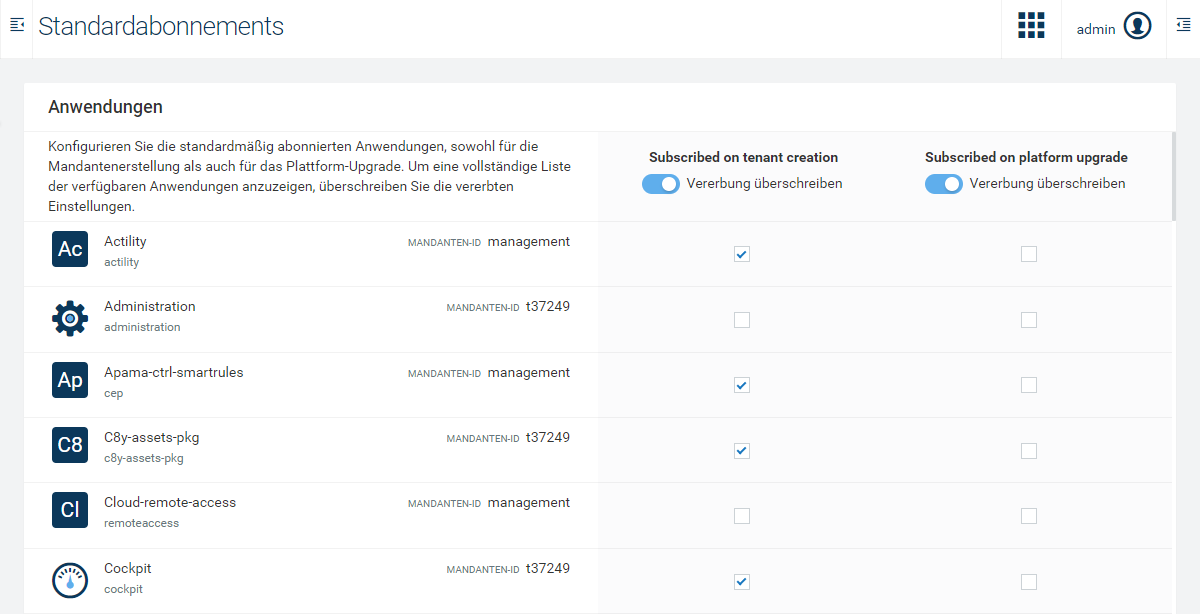 Standardabonnements
admin
Anwendungen
Konfigurieren Sie die standardmäßig abonnierten Anwendungen, sowohl für die
Mandantenerstellung als auch für das Plattform-Upgrade. Um eine vollständige Liste
der verfügbaren Anwendungen anzuzeigen, überschreiben Sie die vererbten
Einstellungen.
Subscribed on tenant creation
Vererbung überschreiben
Subscribed on platform upgrade
Vererbung überschreiben
Ac Actility MANDANTEN-ID management
actility
Administration MANDANTEN-ID t37249
administration
Ap Apama-ctrl-smartrules MANDANTEN-ID management
cep
C8 C8y-assets-pkg MANDANTEN-ID t37249
c8y-assets-pkg
Cl Cloud-remote-access MANDANTEN-ID management
remoteaccess
Cockpit MANDANTEN-ID t37249
cockpit